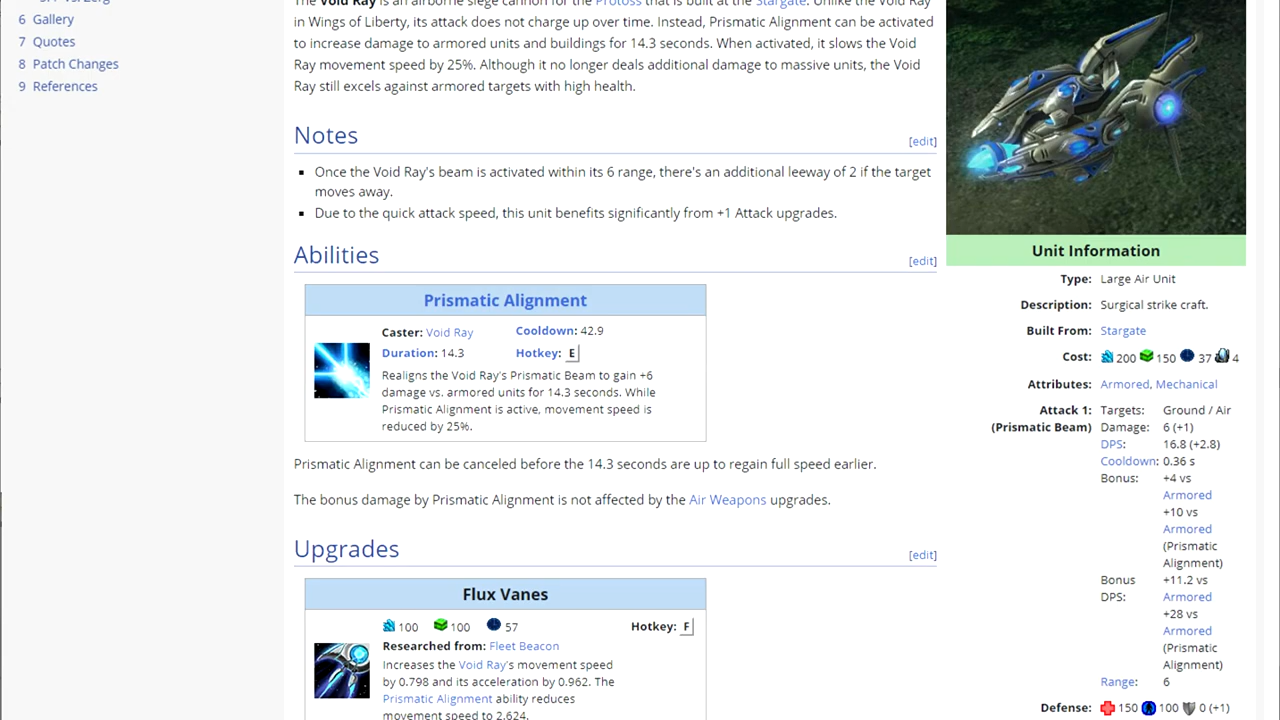 5.4 vs. Zerg
6 Gallery
7 Quotes
8 Patch Changes
9 References
The Void Ray is an airborne siege cannon for the Protoss that is built at the Stargate. Unlike the Void Ray
in Wings of Liberty, its attack does not charge up over time. Instead, Prismatic Alignment can be activated
to increase damage to armored units and buildings for 14.3 seconds. When activated, it slows the Void
Ray movement speed by 25%. Although it no longer deals additional damage to massive units, the Void
Ray still excels against armored targets with high health.
Notes
[edit]
Once the Void Ray's beam is activated within its 6 range, there's an additional leeway of 2 if the target
moves away.
Due to the quick attack speed, this unit benefits significantly from +1 Attack upgrades.
Abilities
[edit]
Prismatic Alignment
Caster: Void Ray Cooldown: 42.9
Duration: 14.3 Hotkey: E
Realigns the Void Ray's Prismatic Beam to gain +6
damage vs. armored units for 14.3 seconds. While
Prismatic Alignment is active, movement speed is
reduced by 25%.
Prismatic Alignment can be canceled before the 14.3 seconds are up to regain full speed earlier.
The bonus damage by Prismatic Alignment is not affected by the Air Weapons upgrades.
Upgrades
[edit]
Flux Vanes
100 100 57 Hotkey: F
Researched from: Fleet Beacon
Increases the Void Ray's movement speed
by 0.798 and its acceleration by 0.962. The
Prismatic Alignment ability reduces
movement speed to 2.624.
Unit Information
Type: Large Air Unit
Description: Surgical strike craft.
Built From: Stargate
Cost: 200 150 37 4
Attributes: Armored, Mechanical
Attack 1: Targets: Ground / Air
(Prismatic Beam) Damage: 6 (+1)
DPS: 16.8 (+2.8)
Cooldown: 0.36 s
Bonus: +4 vs
Armored
+10 vs
Armored
(Prismatic
Alignment)
Bonus +11.2 vs
DPS: Armored
+28 vs
Armored
(Prismatic
Alignment)
Range: 6
Defense: 150 100 0 (+1)